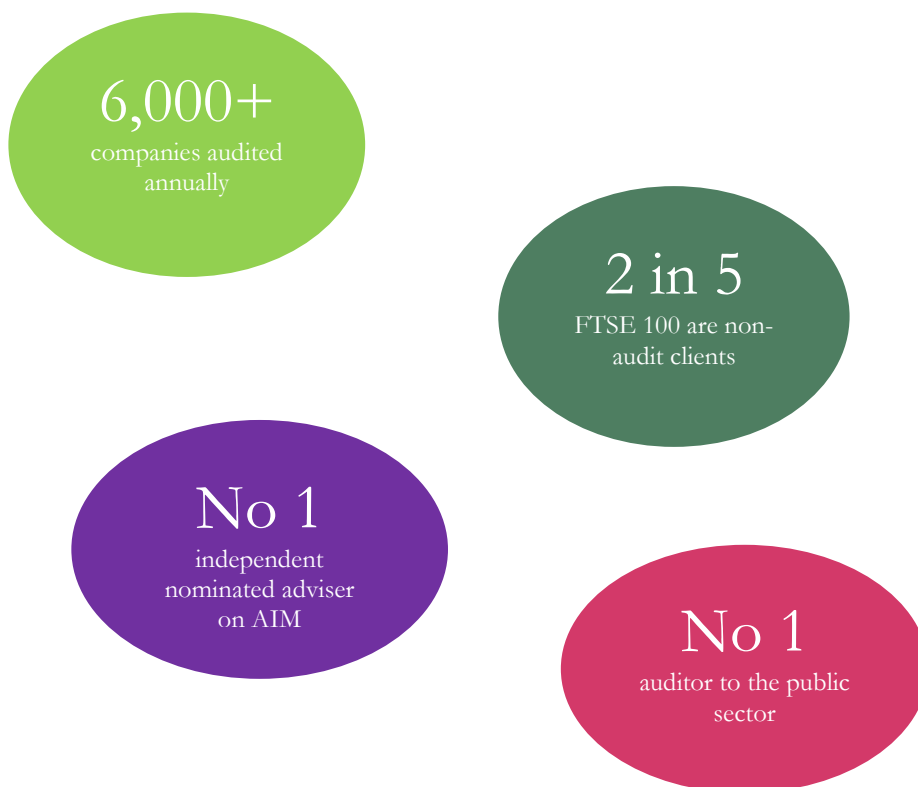 6,000+
companies audited
annually
2 in 5
FTSE 100 are non-
audit clients
No 1
independent
nominated adviser
on AIM
No 1
auditor to the public
sector